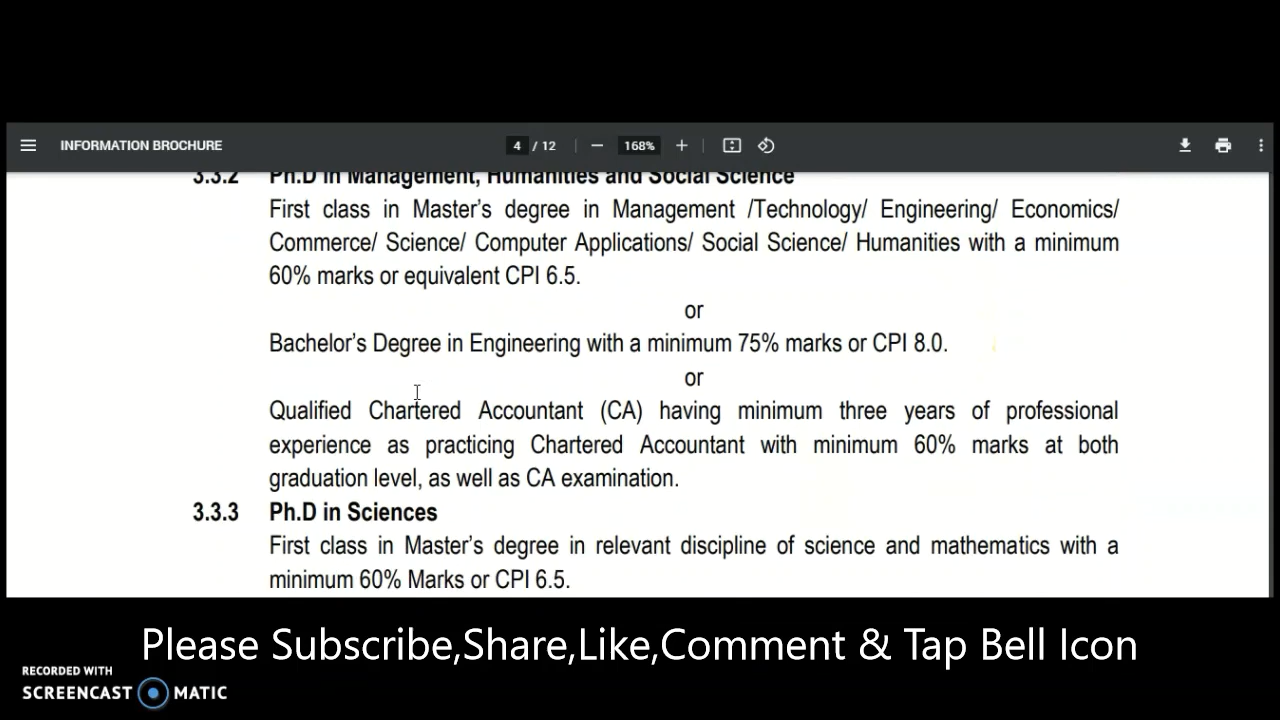 INFORMATION BROCHURE
4 / 12
168%
3.3.2 Ph.D in Management, Humanities and Social Science
First class in Master's degree in Management /Technology/ Engineering/ Economics/
Commerce/ Science/ Computer Applications/ Social Science/ Humanities with a minimum
60% marks or equivalent CPI 6.5.
or
Bachelor's Degree in Engineering with a minimum 75% marks or CPI 8.0.
or
Qualified Chartered Accountant (CA) having minimum three years of professional
experience as practicing Chartered Accountant with minimum 60% marks at both
graduation level, as well as CA examination.
3.3.3 Ph.D in Sciences
First class in Master's degree in relevant discipline of science and mathematics with a
minimum 60% Marks or CPI 6.5.
Please Subscribe,Share,Like,Comment & Tap Bell Icon
RECORDED WITH
SCREENCAST MATIC